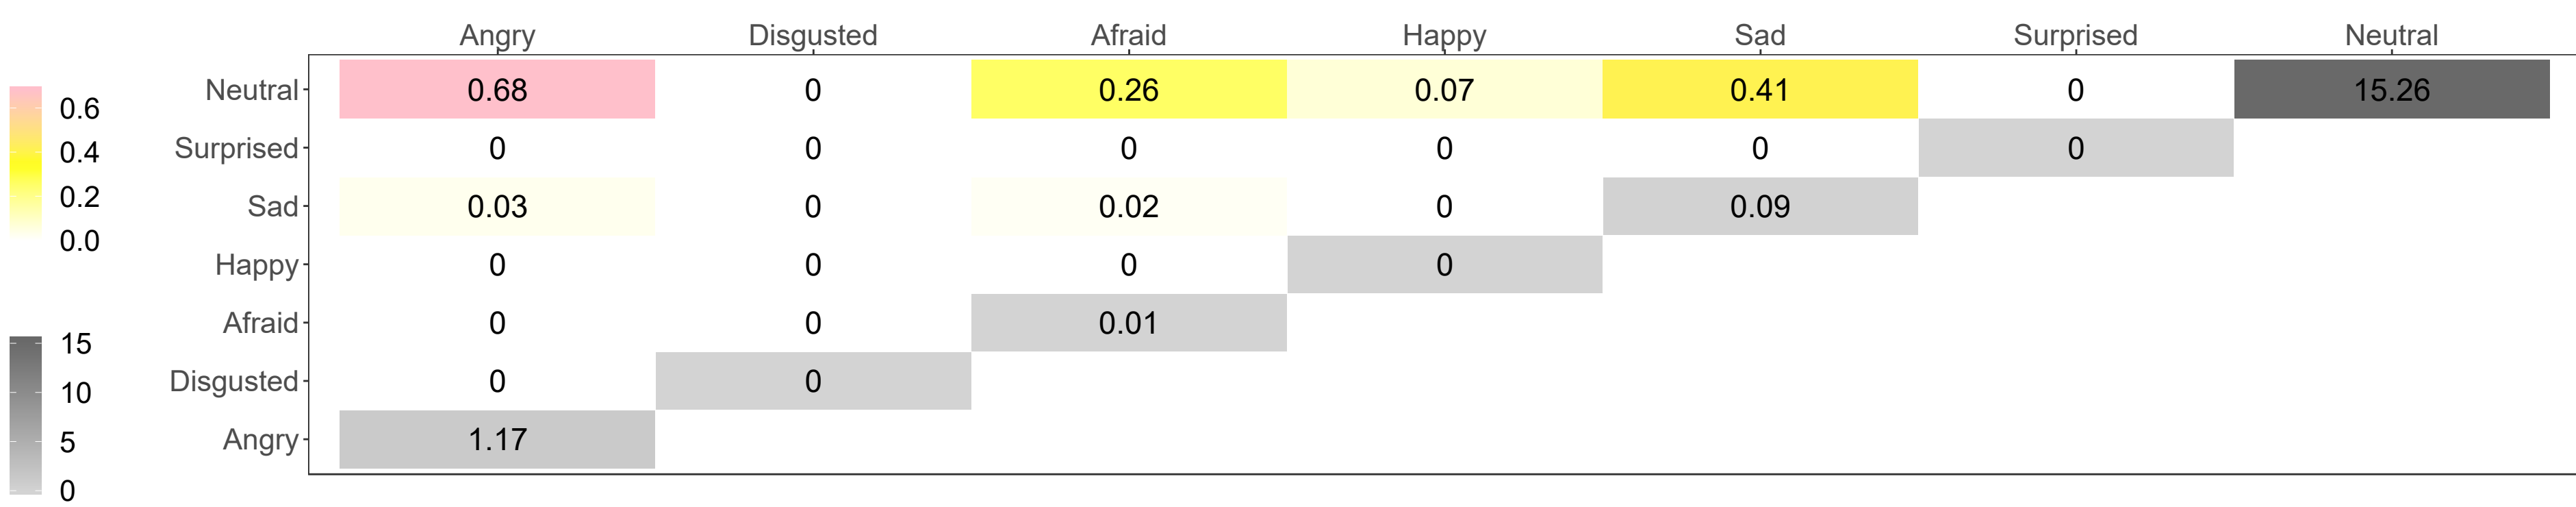 Angry Disgusted Afraid Happy Sad Surprised Neutral
Neutral 0.68 0 0.26 0.07 0.41 0 15.26
Surprised 0 0 0 0 0 0
Sad 0.03 0 0.02 0 0.09
Happy 0 0 0 0
Afraid 0 0 0.01
Disgusted 0 0
Angry 1.17
0.6
0.4
0.2
0.0
15
10
5
0